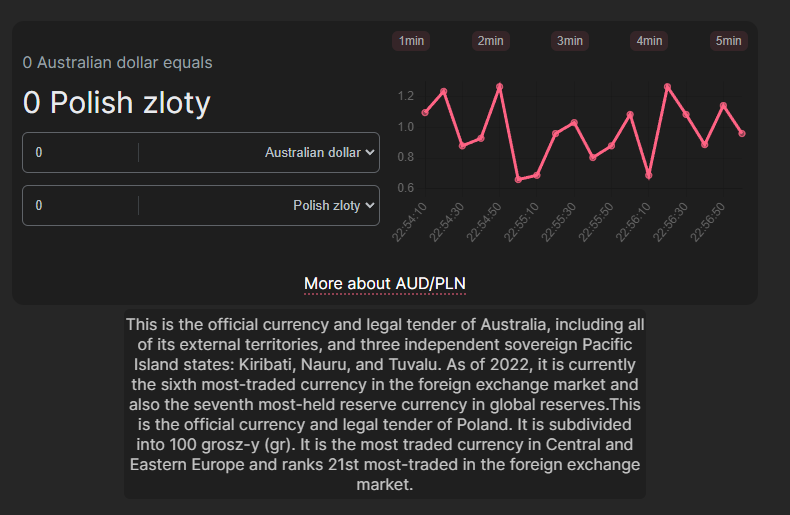 0 Australian dollar equals
0 Polish zloty
0 Australian dollar
0 Polish zloty
1min 2min 3min 4min 5min
1.2
1.0
0.8
0.6
22:54:10 22:54:30 22:54:50 22:55:10 22:55:30 22:55:50 22:56:10 22:56:30 22:56:50
More about AUD/PLN
This is the official currency and legal tender of Australia, including all
of its external territories, and three independent sovereign Pacific
Island states: Kiribati, Nauru, and Tuvalu. As of 2022, it is currently
the sixth most-traded currency in the foreign exchange market and
also the seventh most-held reserve currency in global reserves.This
is the official currency and legal tender of Poland. It is subdivided
into 100 grosz-y (gr). It is the most traded currency in Central and
Eastern Europe and ranks 21st most-traded in the foreign exchange
market.